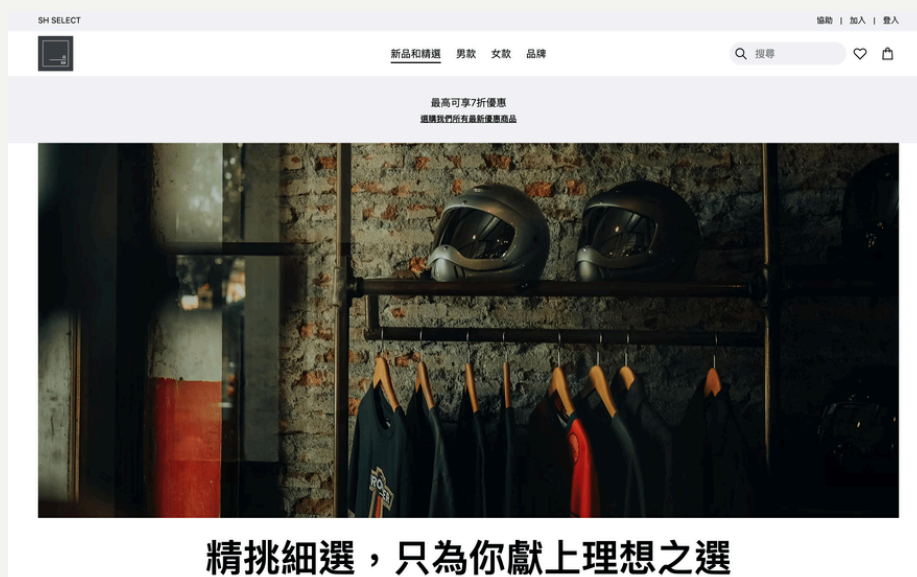 SH SELECT
協助 | 加入 | 登入
新品和精選 男款 女款 品牌
搜尋
最高可享7折優惠
選購我們所有最新優惠商品
精挑細選，只為你獻上理想之選